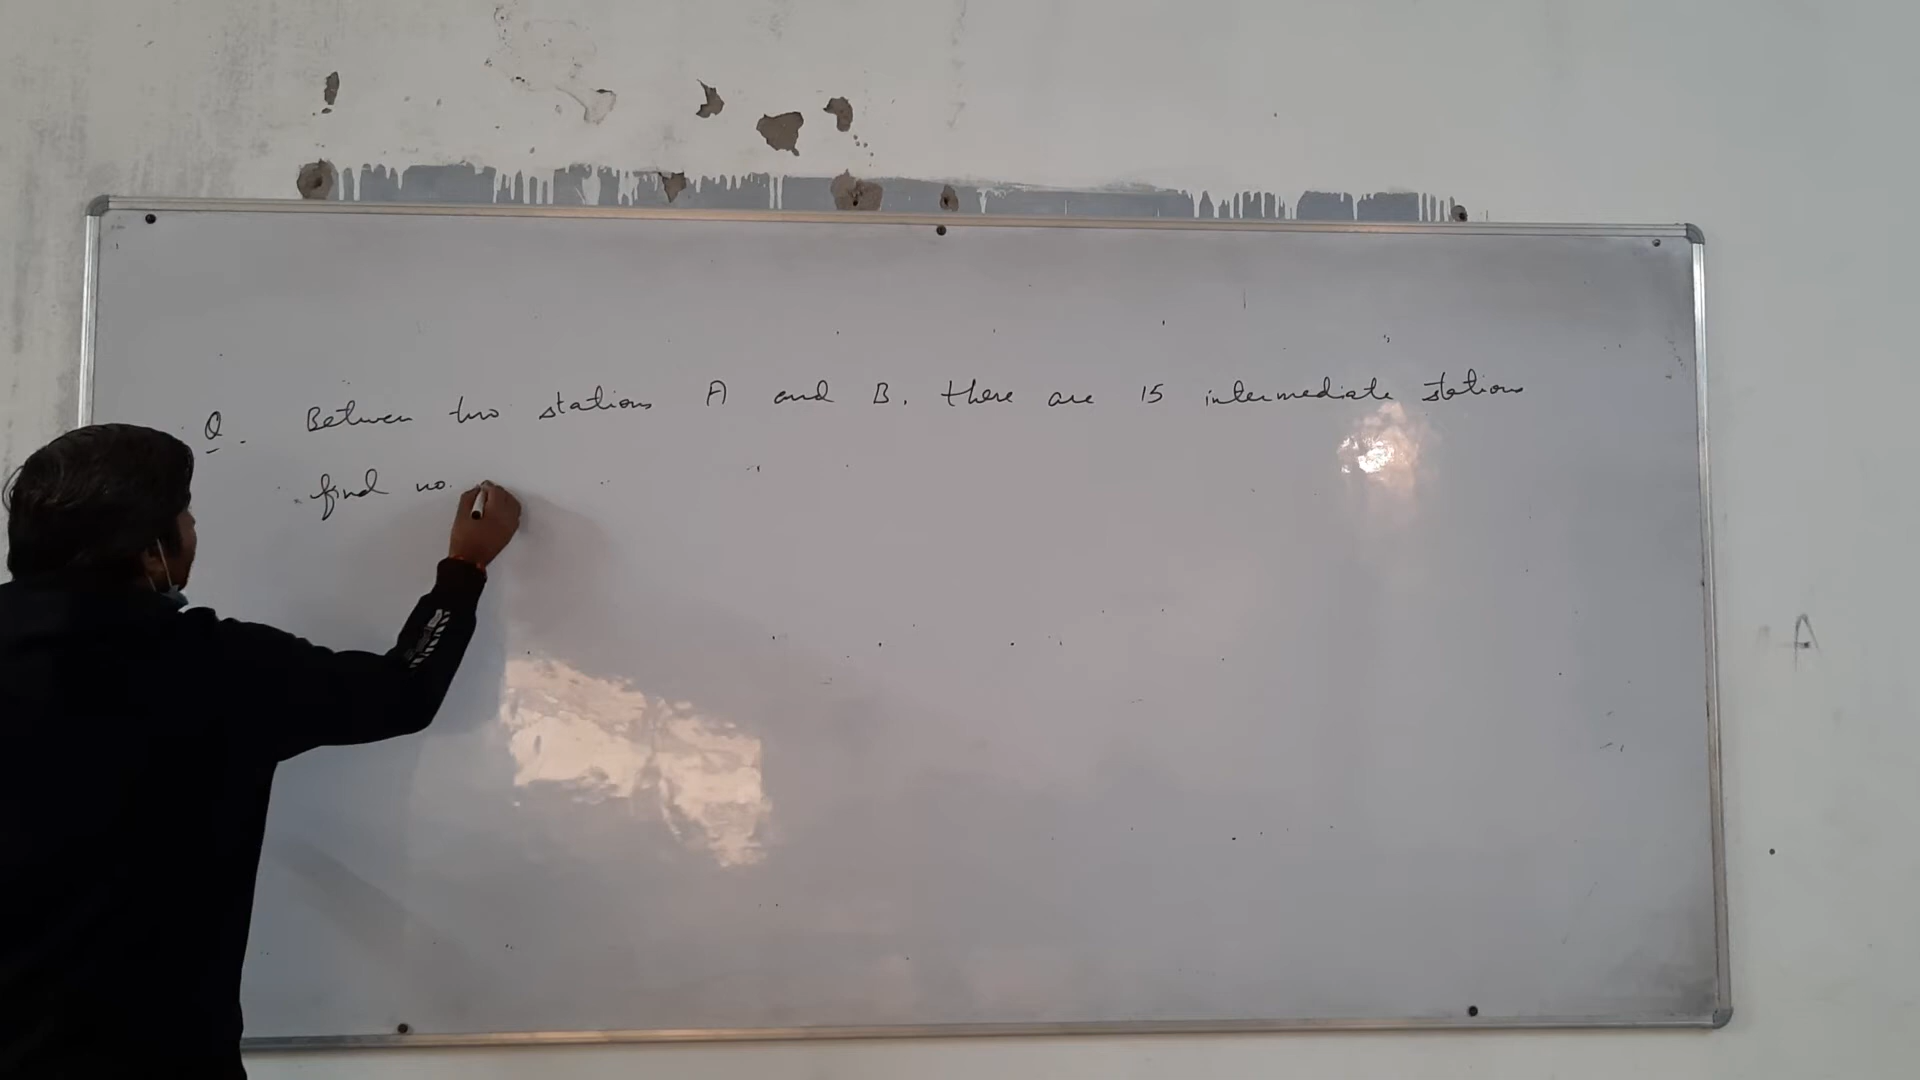 Q. Between two stations A and B, there are 15 intermediate stations
find no.
A